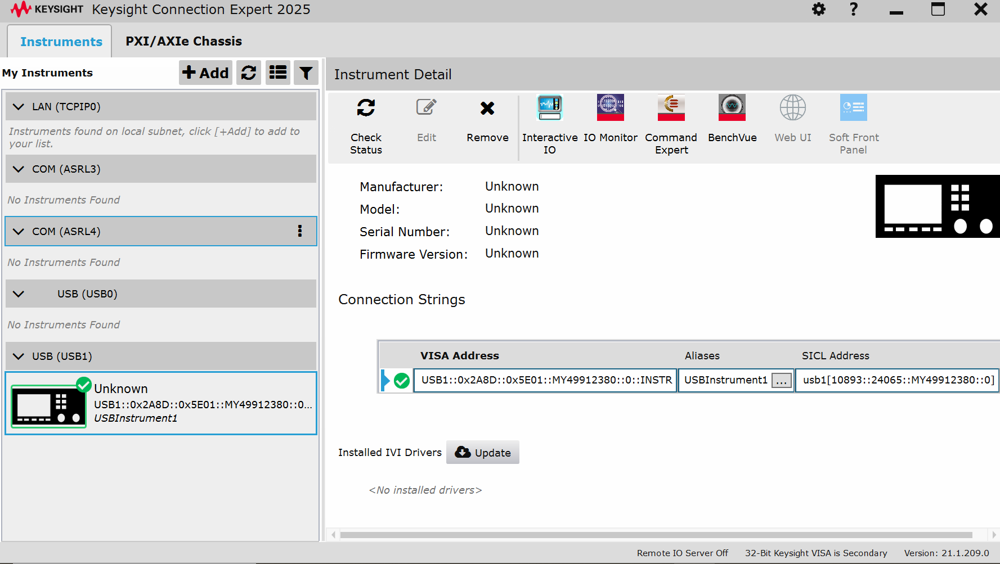 KEYSIGHT Keysight Connection Expert 2025
?
Instruments PXI/AXIe Chassis
My Instruments
Add
LAN (TCPIP0)
Instruments found on local subnet, click [+Add] to add to
your list.
COM (ASRL3)
No Instruments Found
COM (ASRL4)
No Instruments Found
USB (USB0)
No Instruments Found
USB (USB1)
Unknown
USB1::0x2A8D::0x5E01::MY49912380::0...
USBInstrument1
Instrument Detail
Check
Status
Edit
Remove
Interactive
IO
IO Monitor
Command
Expert
BenchVue
Web UI
Soft Front
Panel
Manufacturer: Unknown
Model: Unknown
Serial Number: Unknown
Firmware Version: Unknown
Connection Strings
VISA Address Aliases SICL Address
USB1::0x2A8D::0x5E01::MY49912380::0::INSTR USBInstrument1 ... usb1[10893::24065::MY49912380::0]
Installed IVI Drivers Update
<No installed drivers>
Remote IO Server Off 32-Bit Keysight VISA is Secondary Version: 21.1.209.0